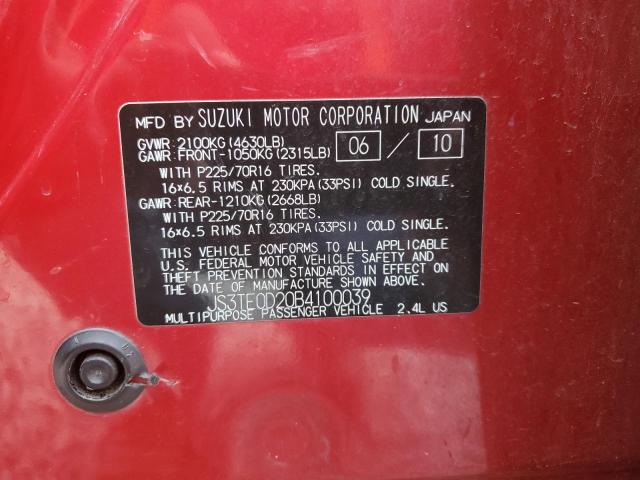 MFD BY SUZUKI MOTOR CORPORATION JAPAN
GVWR: 2100KG (4630LB)
GAWR: FRONT-1050KG (2315LB) 06 / 10
WITH P225/70R16 TIRES.
16×6.5 RIMS AT 230KPA (33PSI) COLD SINGLE.
GAWR: REAR-1210KG (2668LB)
WITH P225/70R16 TIRES.
16×6.5 RIMS AT 230KPA (33PSI) COLD SINGLE.
THIS VEHICLE CONFORMS TO ALL APPLICABLE
U.S. FEDERAL MOTOR VEHICLE SAFETY AND
THEFT PREVENTION STANDARDS IN EFFECT ON
THE DATE OF MANUFACTURE SHOWN ABOVE.
JS3TE0D20B4100039
MULTIPURPOSE PASSENGER VEHICLE 2.4L US